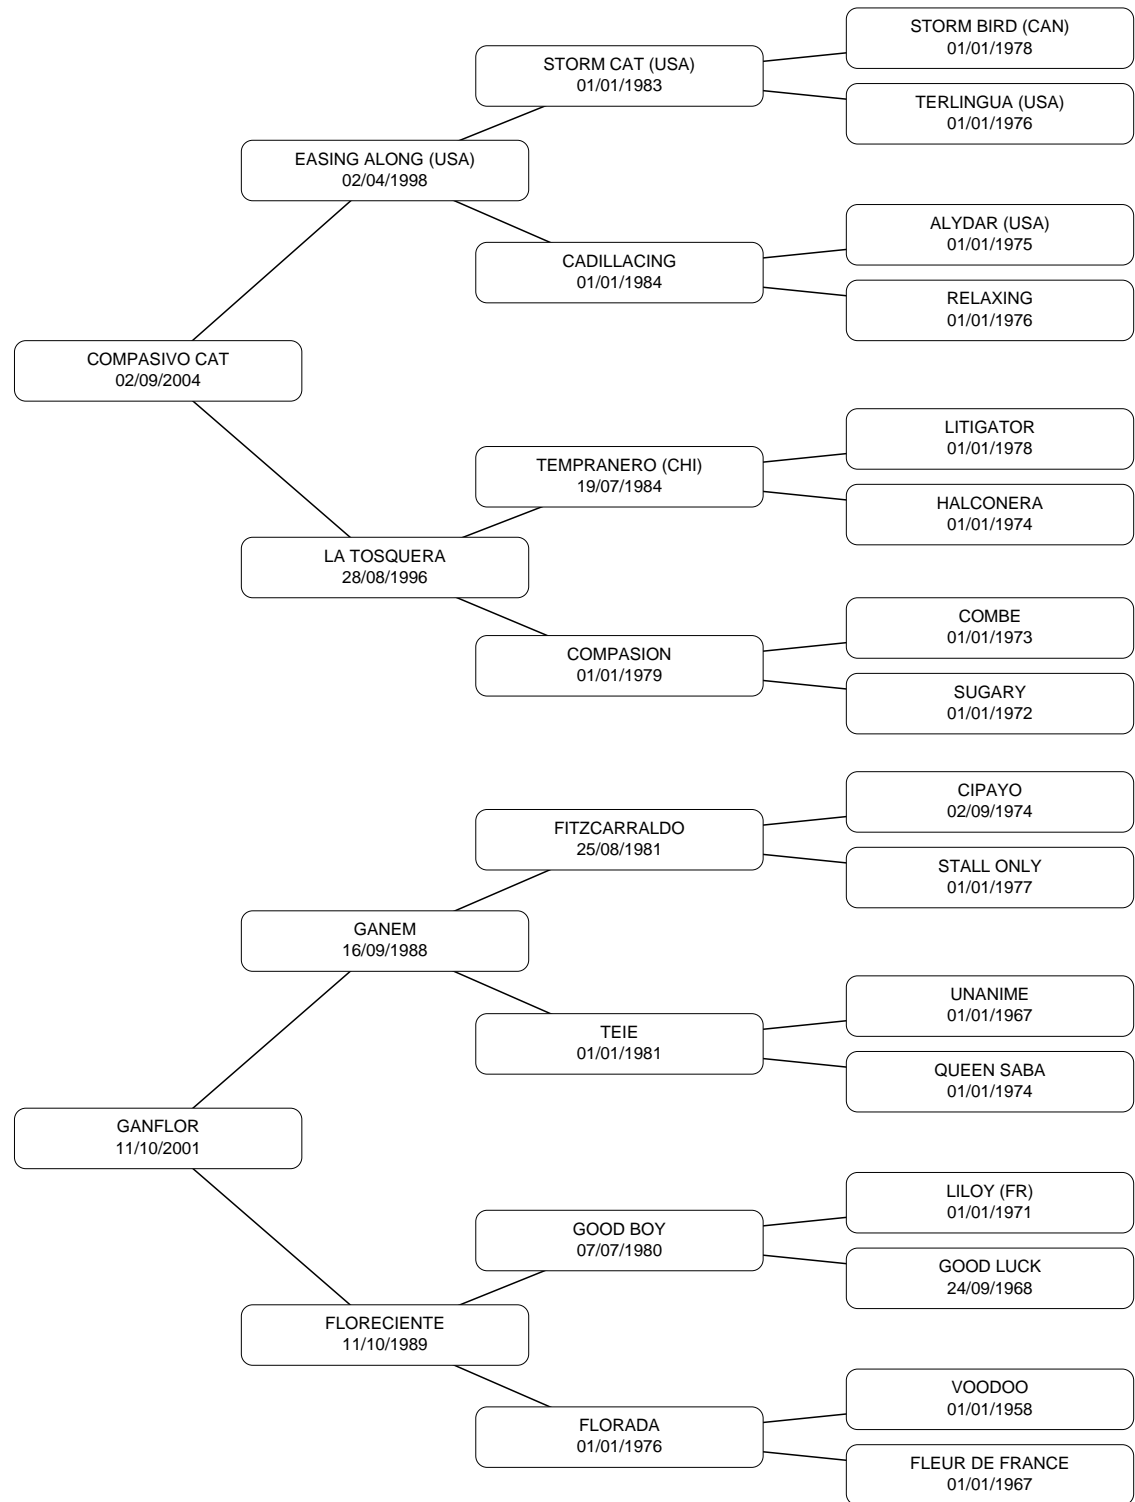 STORM BIRD (CAN)
01/01/1978
STORM CAT (USA)
01/01/1983
TERLINGUA (USA)
01/01/1976
EASING ALONG (USA)
02/04/1998
ALYDAR (USA)
01/01/1975
CADILLACING
01/01/1984
RELAXING
01/01/1976
COMPASIVO CAT
02/09/2004
LITIGATOR
01/01/1978
TEMPRANERO (CHI)
19/07/1984
HALCONERA
01/01/1974
LA TOSQUERA
28/08/1996
COMBE
01/01/1973
COMPASION
01/01/1979
SUGARY
01/01/1972
CIPAYO
02/09/1974
FITZCARRALDO
25/08/1981
STALL ONLY
01/01/1977
GANEM
16/09/1988
UNANIME
01/01/1967
TEIE
01/01/1981
QUEEN SABA
01/01/1974
GANFLOR
11/10/2001
LILOY (FR)
01/01/1971
GOOD BOY
07/07/1980
GOOD LUCK
24/09/1968
FLORECIENTE
11/10/1989
VOODOO
01/01/1958
FLORADA
01/01/1976
FLEUR DE FRANCE
01/01/1967